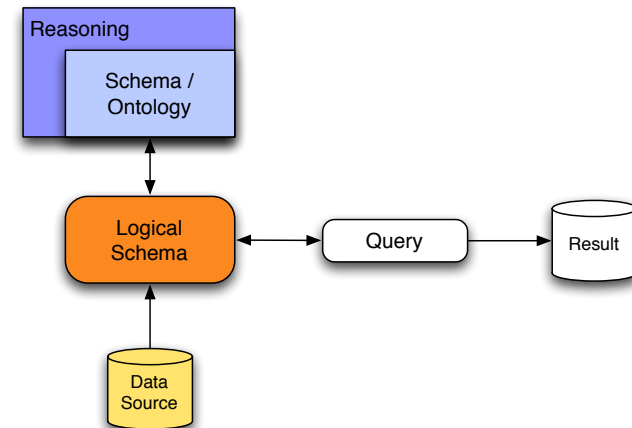 Reasoning
Schema /
Ontology
Logical
Schema
Query
Result
Data
Source